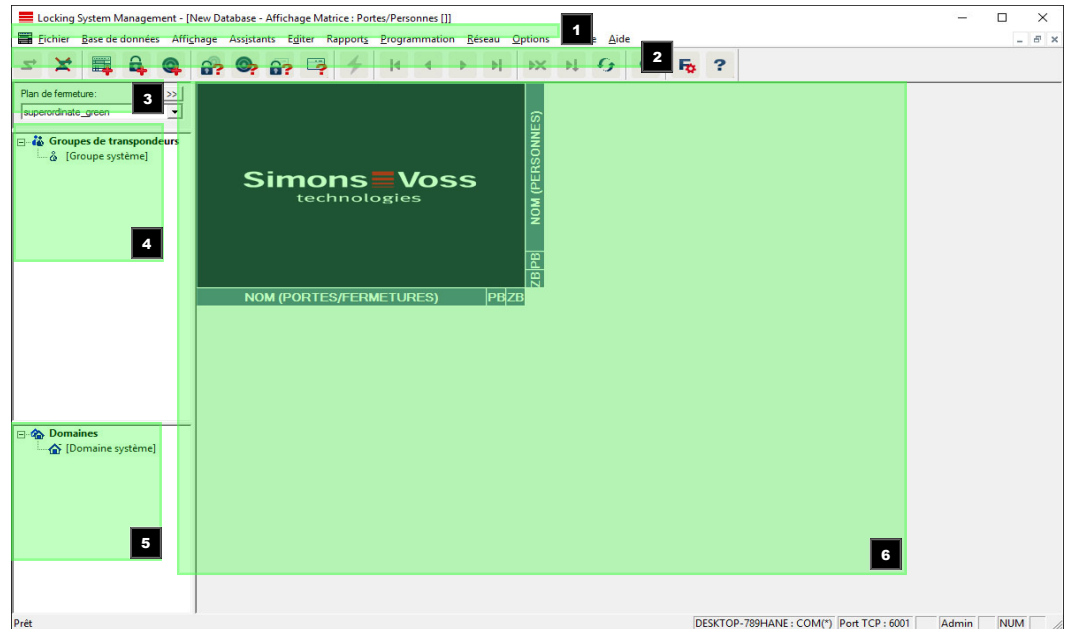 Locking System Management - [New Database - Affichage Matrice : Portes/Personnes []]
Fichier Base de données Affichage Assistants Editer Rapports Programmation Réseau Options Aide
1
2
Plan de fermeture: >>
3
superordinate_green
Groupes de transpondeurs
[Groupe système]
4
Simons Voss
technologies
NOM (PERSONNES)
PB
ZB
NOM (PORTES/FERMETURES) PB ZB
Domaines
[Domaine système]
5
6
Prêt DESKTOP-789HANE : COM(*) Port TCP : 6001 Admin NUM